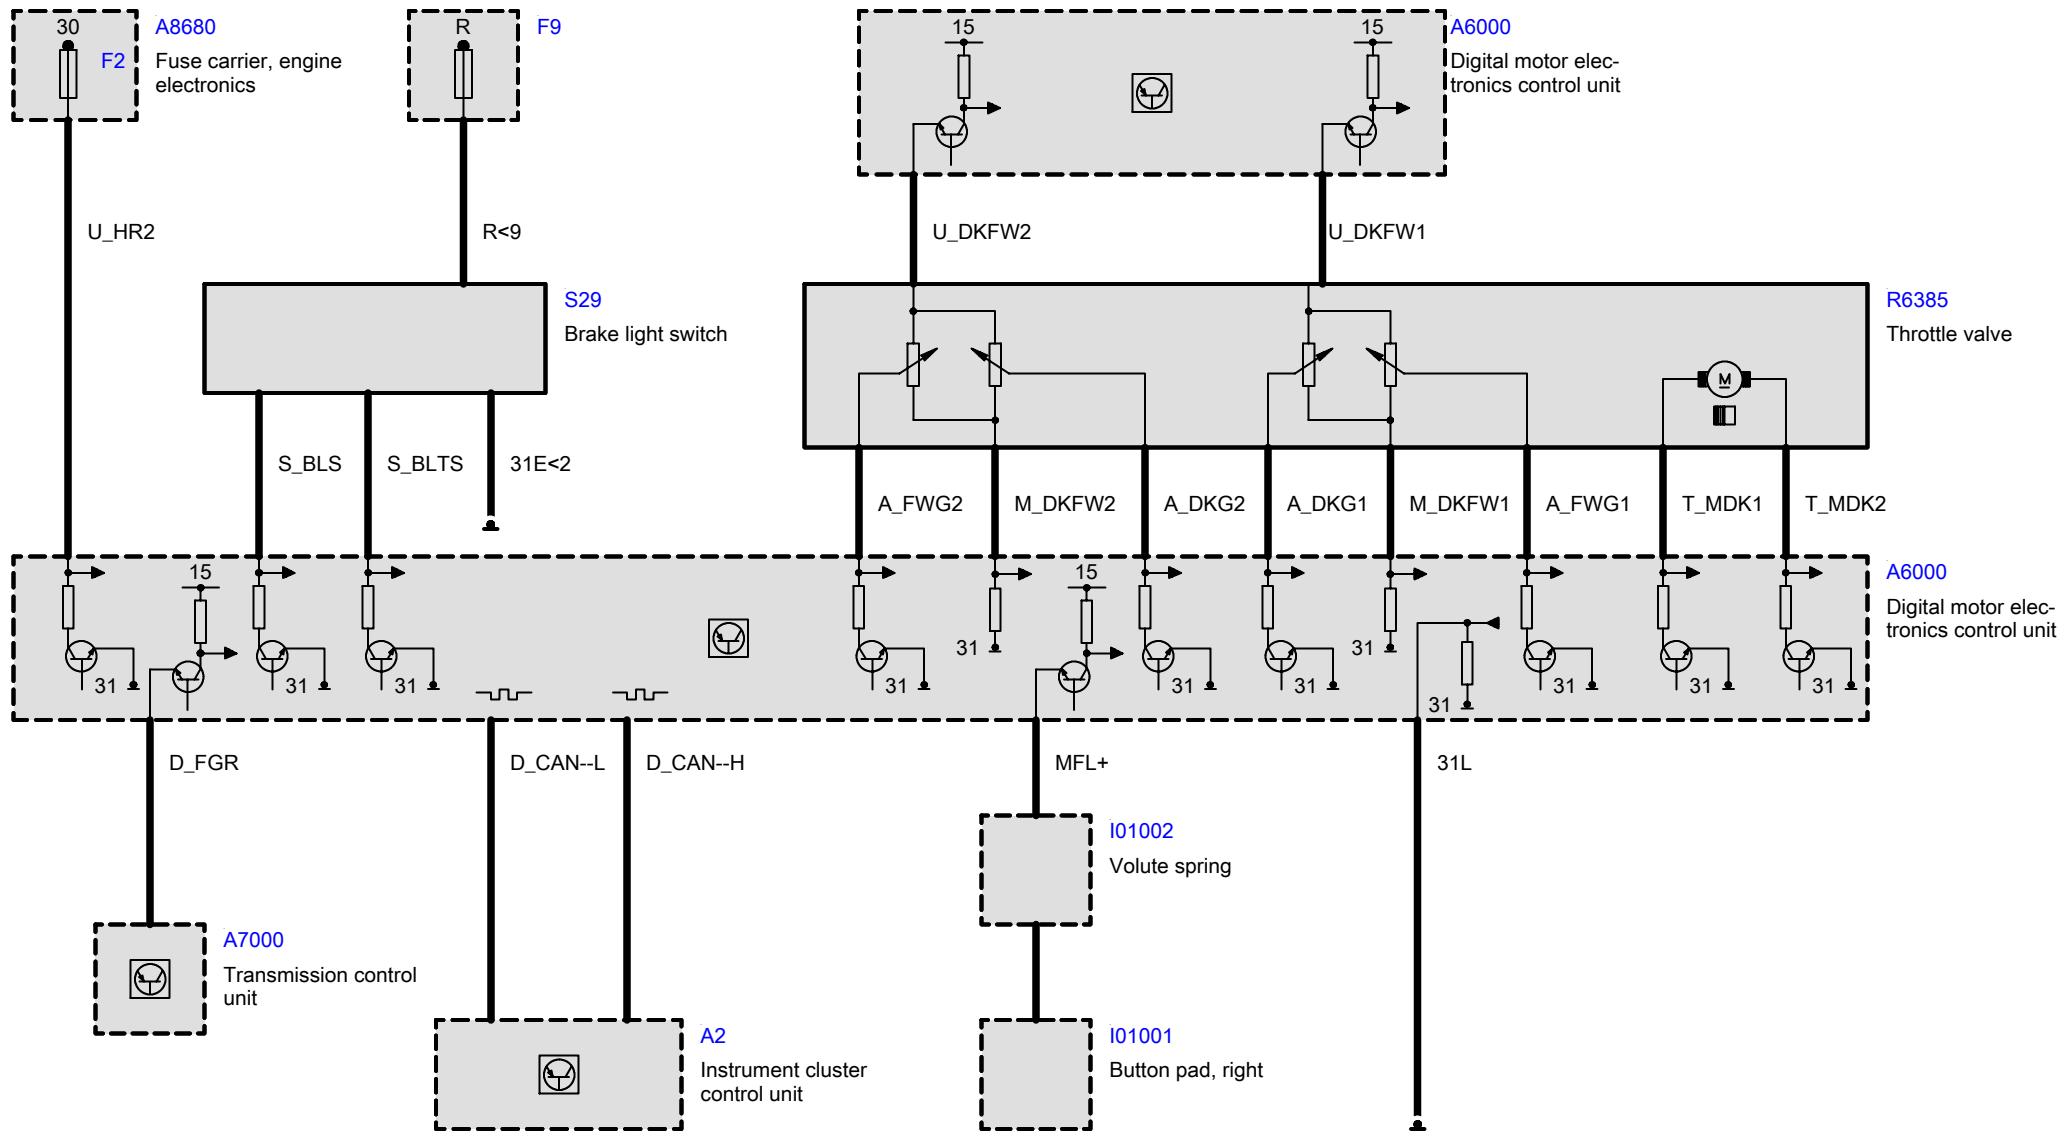 30
A8680
F2
Fuse carrier, engine
electronics
R
F9
15
15
A6000
Digital motor elec-
tronics control unit
U_HR2
R<9
U_DKFW2
U_DKFW1
S29
Brake light switch
R6385
Throttle valve
M
S_BLS
S_BLTS
31E<2
A_FWG2
M_DKFW2
A_DKG2
A_DKG1
M_DKFW1
A_FWG1
T_MDK1
T_MDK2
15
15
A6000
Digital motor elec-
tronics control unit
31
31
31
31
31
31
31
31
31
31
31
31
D_FGR
D_CAN--L
D_CAN--H
MFL+
31L
I01002
Volute spring
A7000
Transmission control
unit
A2
Instrument cluster
control unit
I01001
Button pad, right